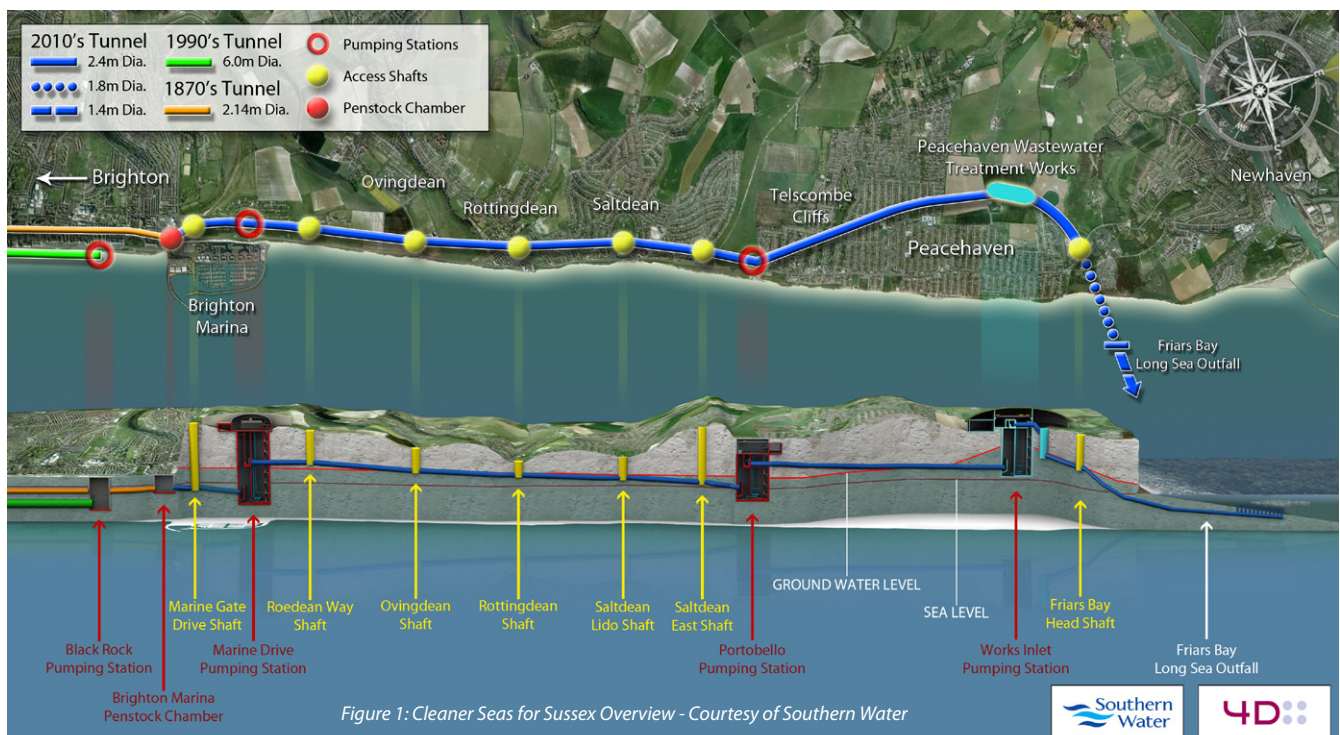 2010's Tunnel
2.4m Dia.
1.8m Dia.
1.4m Dia.
1990's Tunnel
6.0m Dia.
1870's Tunnel
2.14m Dia.
Pumping Stations
Access Shafts
Penstock Chamber
N
E
S
W
NW
SE
SW
Brighton
Ovingdean
Rottingdean
Saltdean
Telscombe
Cliffs
Peacehaven Wastewater
Treatment Works
Newhaven
Peacehaven
Brighton
Marina
Friars Bay
Long Sea Outfall
GROUND WATER LEVEL
SEA LEVEL
Marine Gate
Drive Shaft
Roedean Way
Shaft
Ovingdean
Shaft
Rottingdean
Shaft
Saltdean
Lido Shaft
Saltdean
East Shaft
Friars Bay
Head Shaft
Black Rock
Pumping Station
Marine Drive
Pumping Station
Portobello
Pumping Station
Works Inlet
Pumping Station
Friars Bay
Long Sea Outfall
Brighton Marina
Penstock Chamber
Figure 1: Cleaner Seas for Sussex Overview - Courtesy of Southern Water
Southern
Water
4D